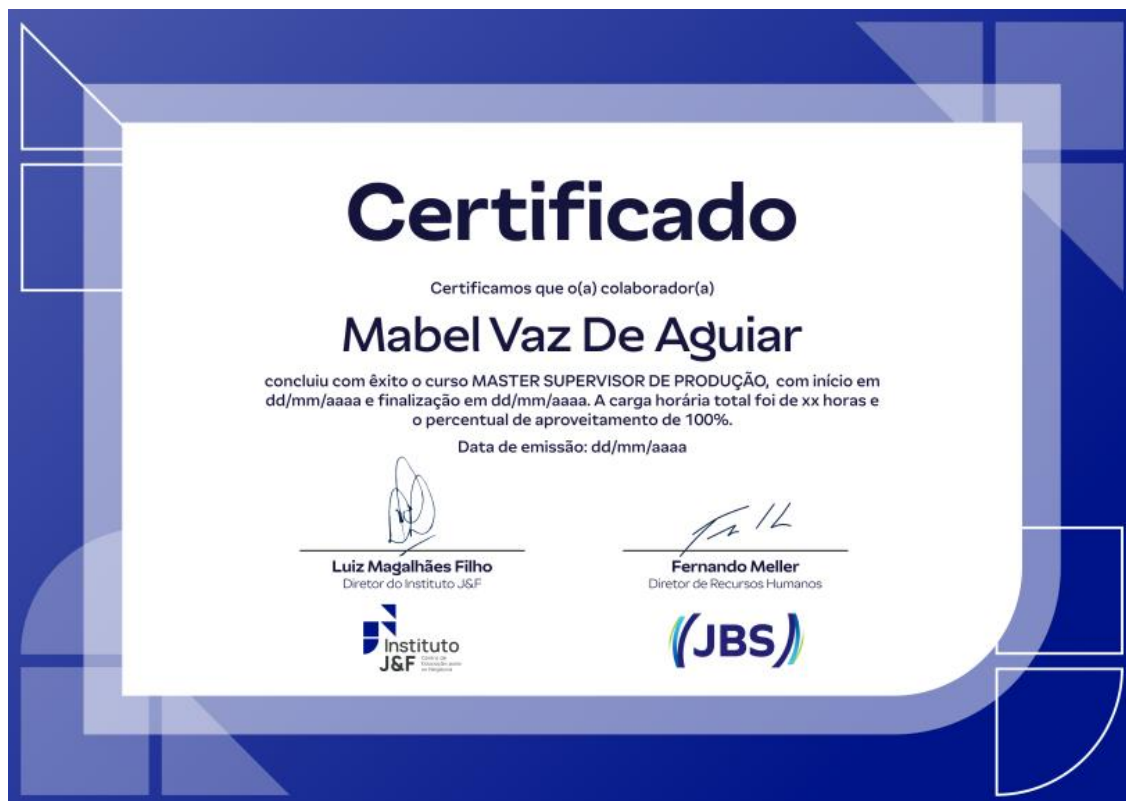 Certificado
Certificamos que o(a) colaborador(a)
Mabel Vaz De Aguiar
concluiu com êxito o curso MASTER SUPERVISOR DE PRODUÇÃO, com início em
dd/mm/aaaa e finalização em dd/mm/aaaa. A carga horária total foi de xx horas e
o percentual de aproveitamento de 100%.
Data de emissão: dd/mm/aaaa
Luiz Magalhães Filho
Diretor do Instituto J&F
Fernando Meller
Diretor de Recursos Humanos
Instituto
J&F
JBS